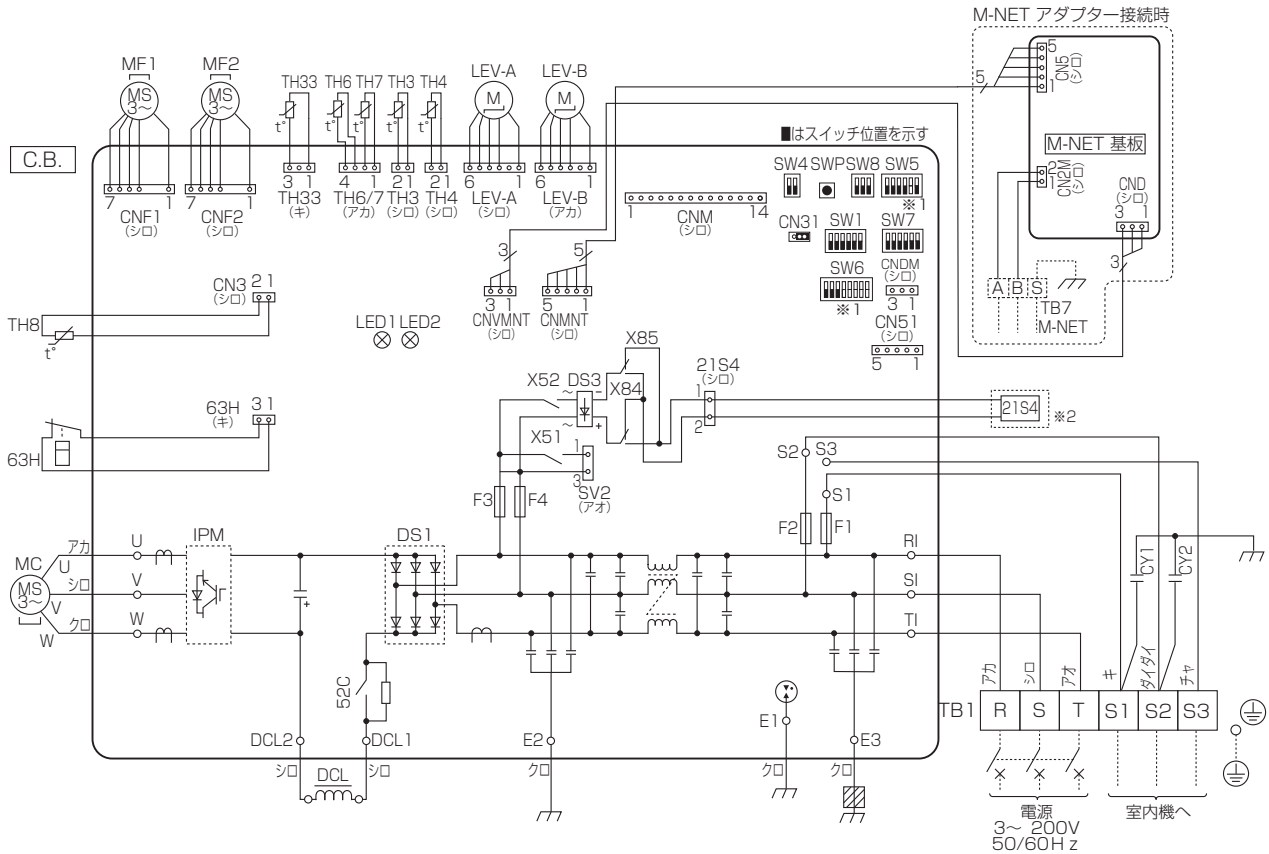 M-NET アダプター接続時
MF1
MF2
MS
3～
MS
3～
TH33
TH6
TH7
TH3
TH4
t°
t°
t°
t°
LEV-A
LEV-B
M
M
5
1
CN5
(シロ)
5
M-NET 基板
2
1
CN2M
(シロ)
CND
(シロ)
3 1
3
A B S
TB7
M-NET
C.B.
■はスイッチ位置を示す
7 1
CNF1
(シロ)
7 1
CNF2
(シロ)
3 1
TH33
(キ)
4 1
TH6/7
(アカ)
21
TH3
(シロ)
21
TH4
(シロ)
6 1
LEV-A
(シロ)
6 1
LEV-B
(アカ)
1 14
CNM
(シロ)
SW4 SWP SW8 SW5
※1
CN31
SW1
SW7
SW6
※1
CNDM
(シロ)
3 1
CN51
(シロ)
5 1
3
3 1
CNVMNT
(シロ)
5
5 1
CNMNT
(シロ)
CN3
(シロ)
2 1
TH8
t°
LED1 LED2
63H
(キ)
3 1
63H
X85
X52 DS3
X84
～ －
～ +
X51
1
3
SV2
(アオ)
21S4
(シロ)
1
2
21S4
※2
S2
S3
S1
F3
F4
F2
F1
MC
MS
3～
アカ
U
シロ
V
クロ
W
U
V
W
IPM
+
DS1
RI
SI
TI
CY1
CY2
52C
DCL2
DCL1
シロ
DCL
シロ
E2
クロ
E1
クロ
E3
クロ
アカ
シロ
アオ
キ
ダイダイ
チャ
TB1 R S T S1 S2 S3
電源
3～ 200V
50/60Hz
室内機へ